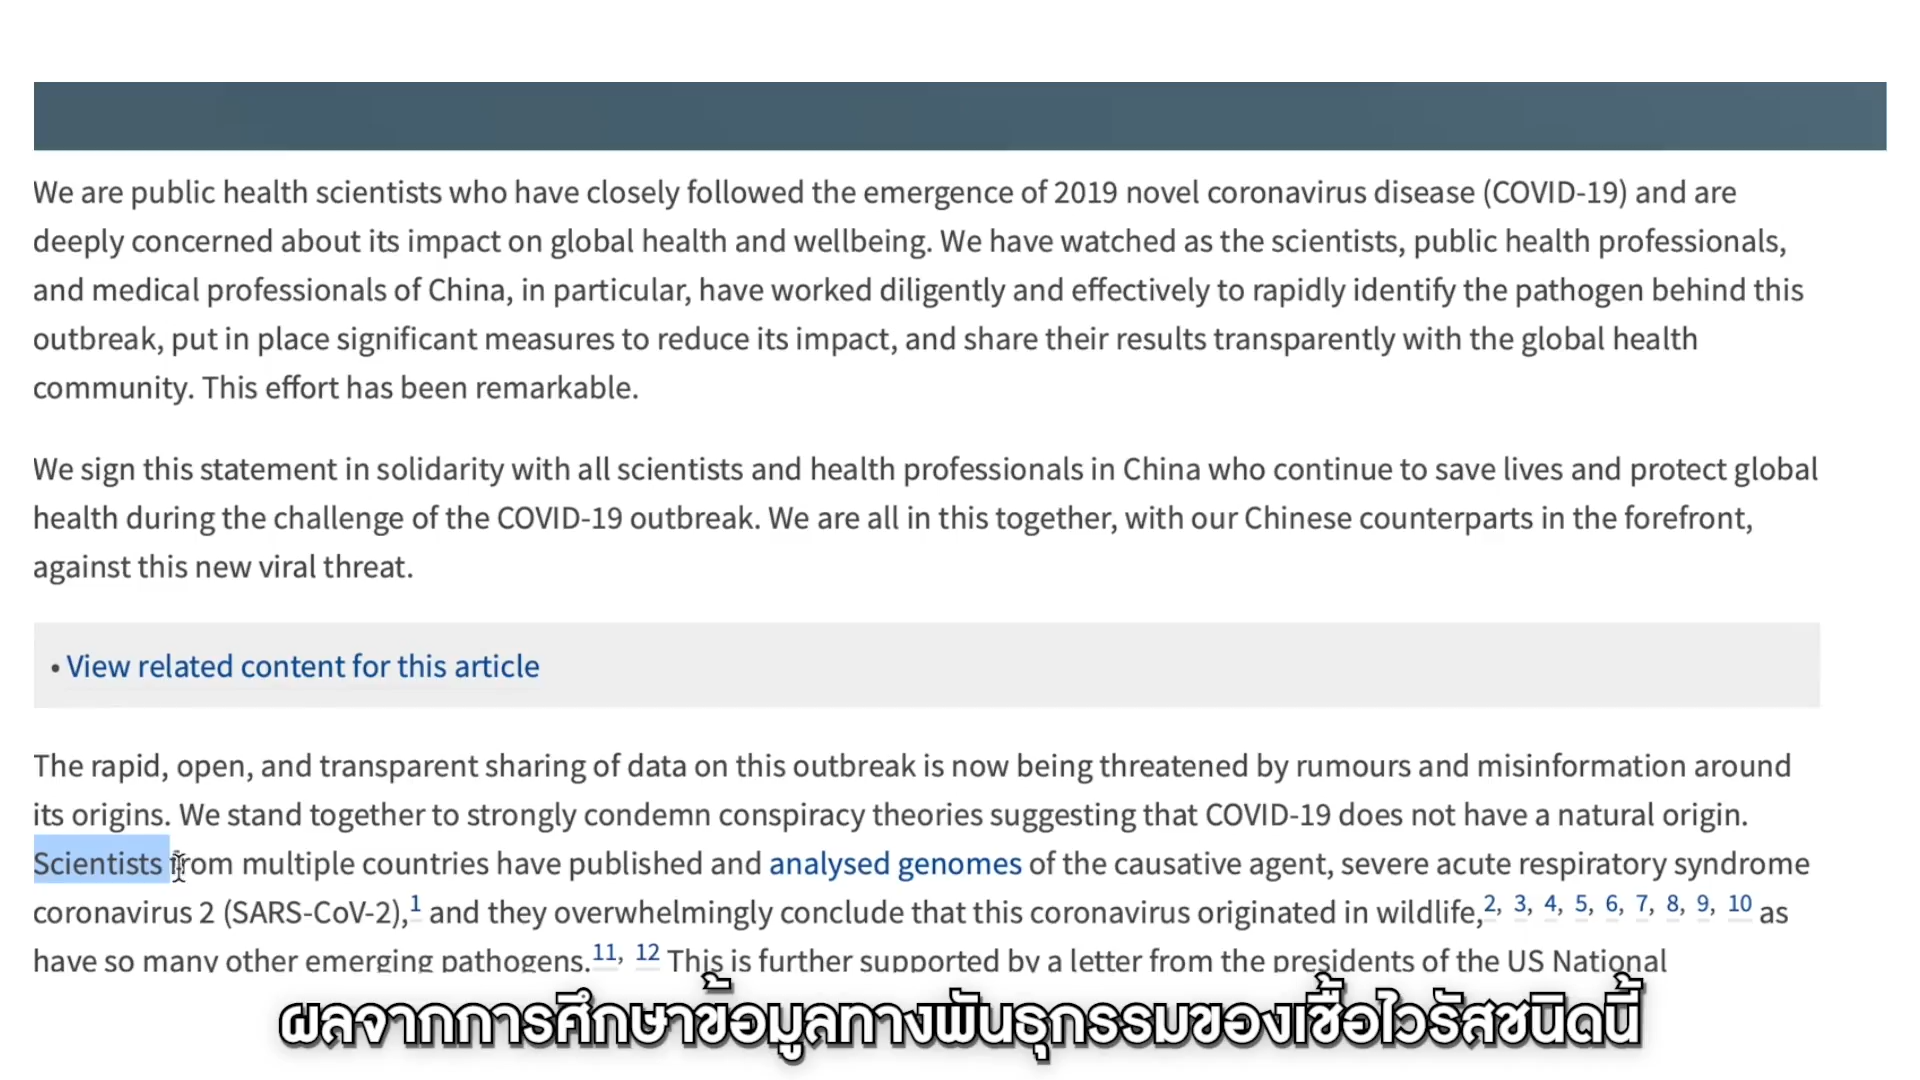 We are public health scientists who have closely followed the emergence of 2019 novel coronavirus disease (COVID-19) and are
deeply concerned about its impact on global health and wellbeing. We have watched as the scientists, public health professionals,
and medical professionals of China, in particular, have worked diligently and effectively to rapidly identify the pathogen behind this
outbreak, put in place significant measures to reduce its impact, and share their results transparently with the global health
community. This effort has been remarkable.
We sign this statement in solidarity with all scientists and health professionals in China who continue to save lives and protect global
health during the challenge of the COVID-19 outbreak. We are all in this together, with our Chinese counterparts in the forefront,
against this new viral threat.
• View related content for this article
The rapid, open, and transparent sharing of data on this outbreak is now being threatened by rumours and misinformation around
its origins. We stand together to strongly condemn conspiracy theories suggesting that COVID-19 does not have a natural origin.
Scientists from multiple countries have published and analysed genomes of the causative agent, severe acute respiratory syndrome
coronavirus 2 (SARS-CoV-2),1 and they overwhelmingly conclude that this coronavirus originated in wildlife,2, 3, 4, 5, 6, 7, 8, 9, 10 as
have so many other emerging pathogens.11, 12 This is further supported by a letter from the presidents of the US National
ผลจากการศึกษาข้อมูลทางพันธุกรรมของเชื้อไวรัสชนิดนี้